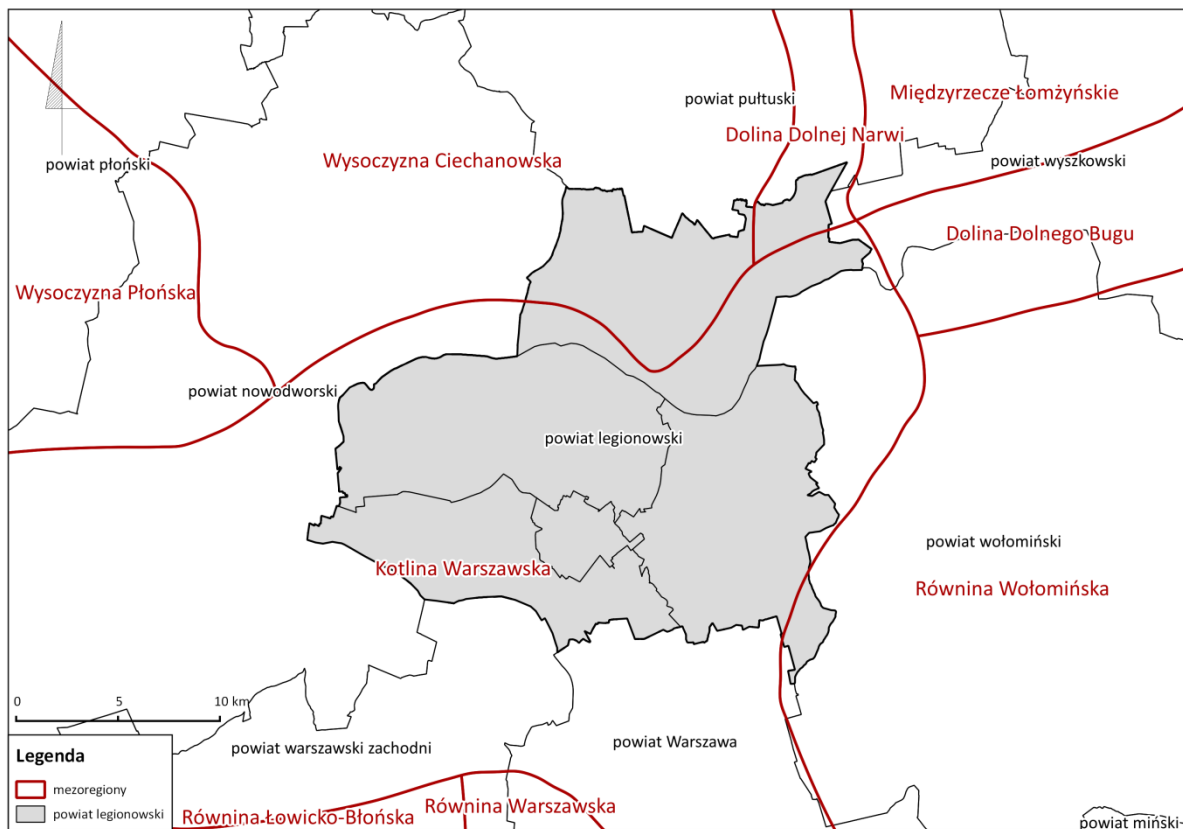 Międzyrzecze Łomżyńskie
powiat pułtuski
Dolina Dolnej Narwi
powiat płoński
Wysoczyzna Ciechanowska
powiat wyszkowski
Dolina Dolnego Bugu
Wysoczyzna Płońska
powiat nowodworski
powiat legionowski
powiat wołomiński
Kotlina Warszawska
Równina Wołomińska
0 5 10 km
powiat warszawski zachodni
powiat Warszawa
Legenda
mezoregiony
powiat legionowski
Równina Łowicko-Błońska
Równina Warszawska
powiat miński